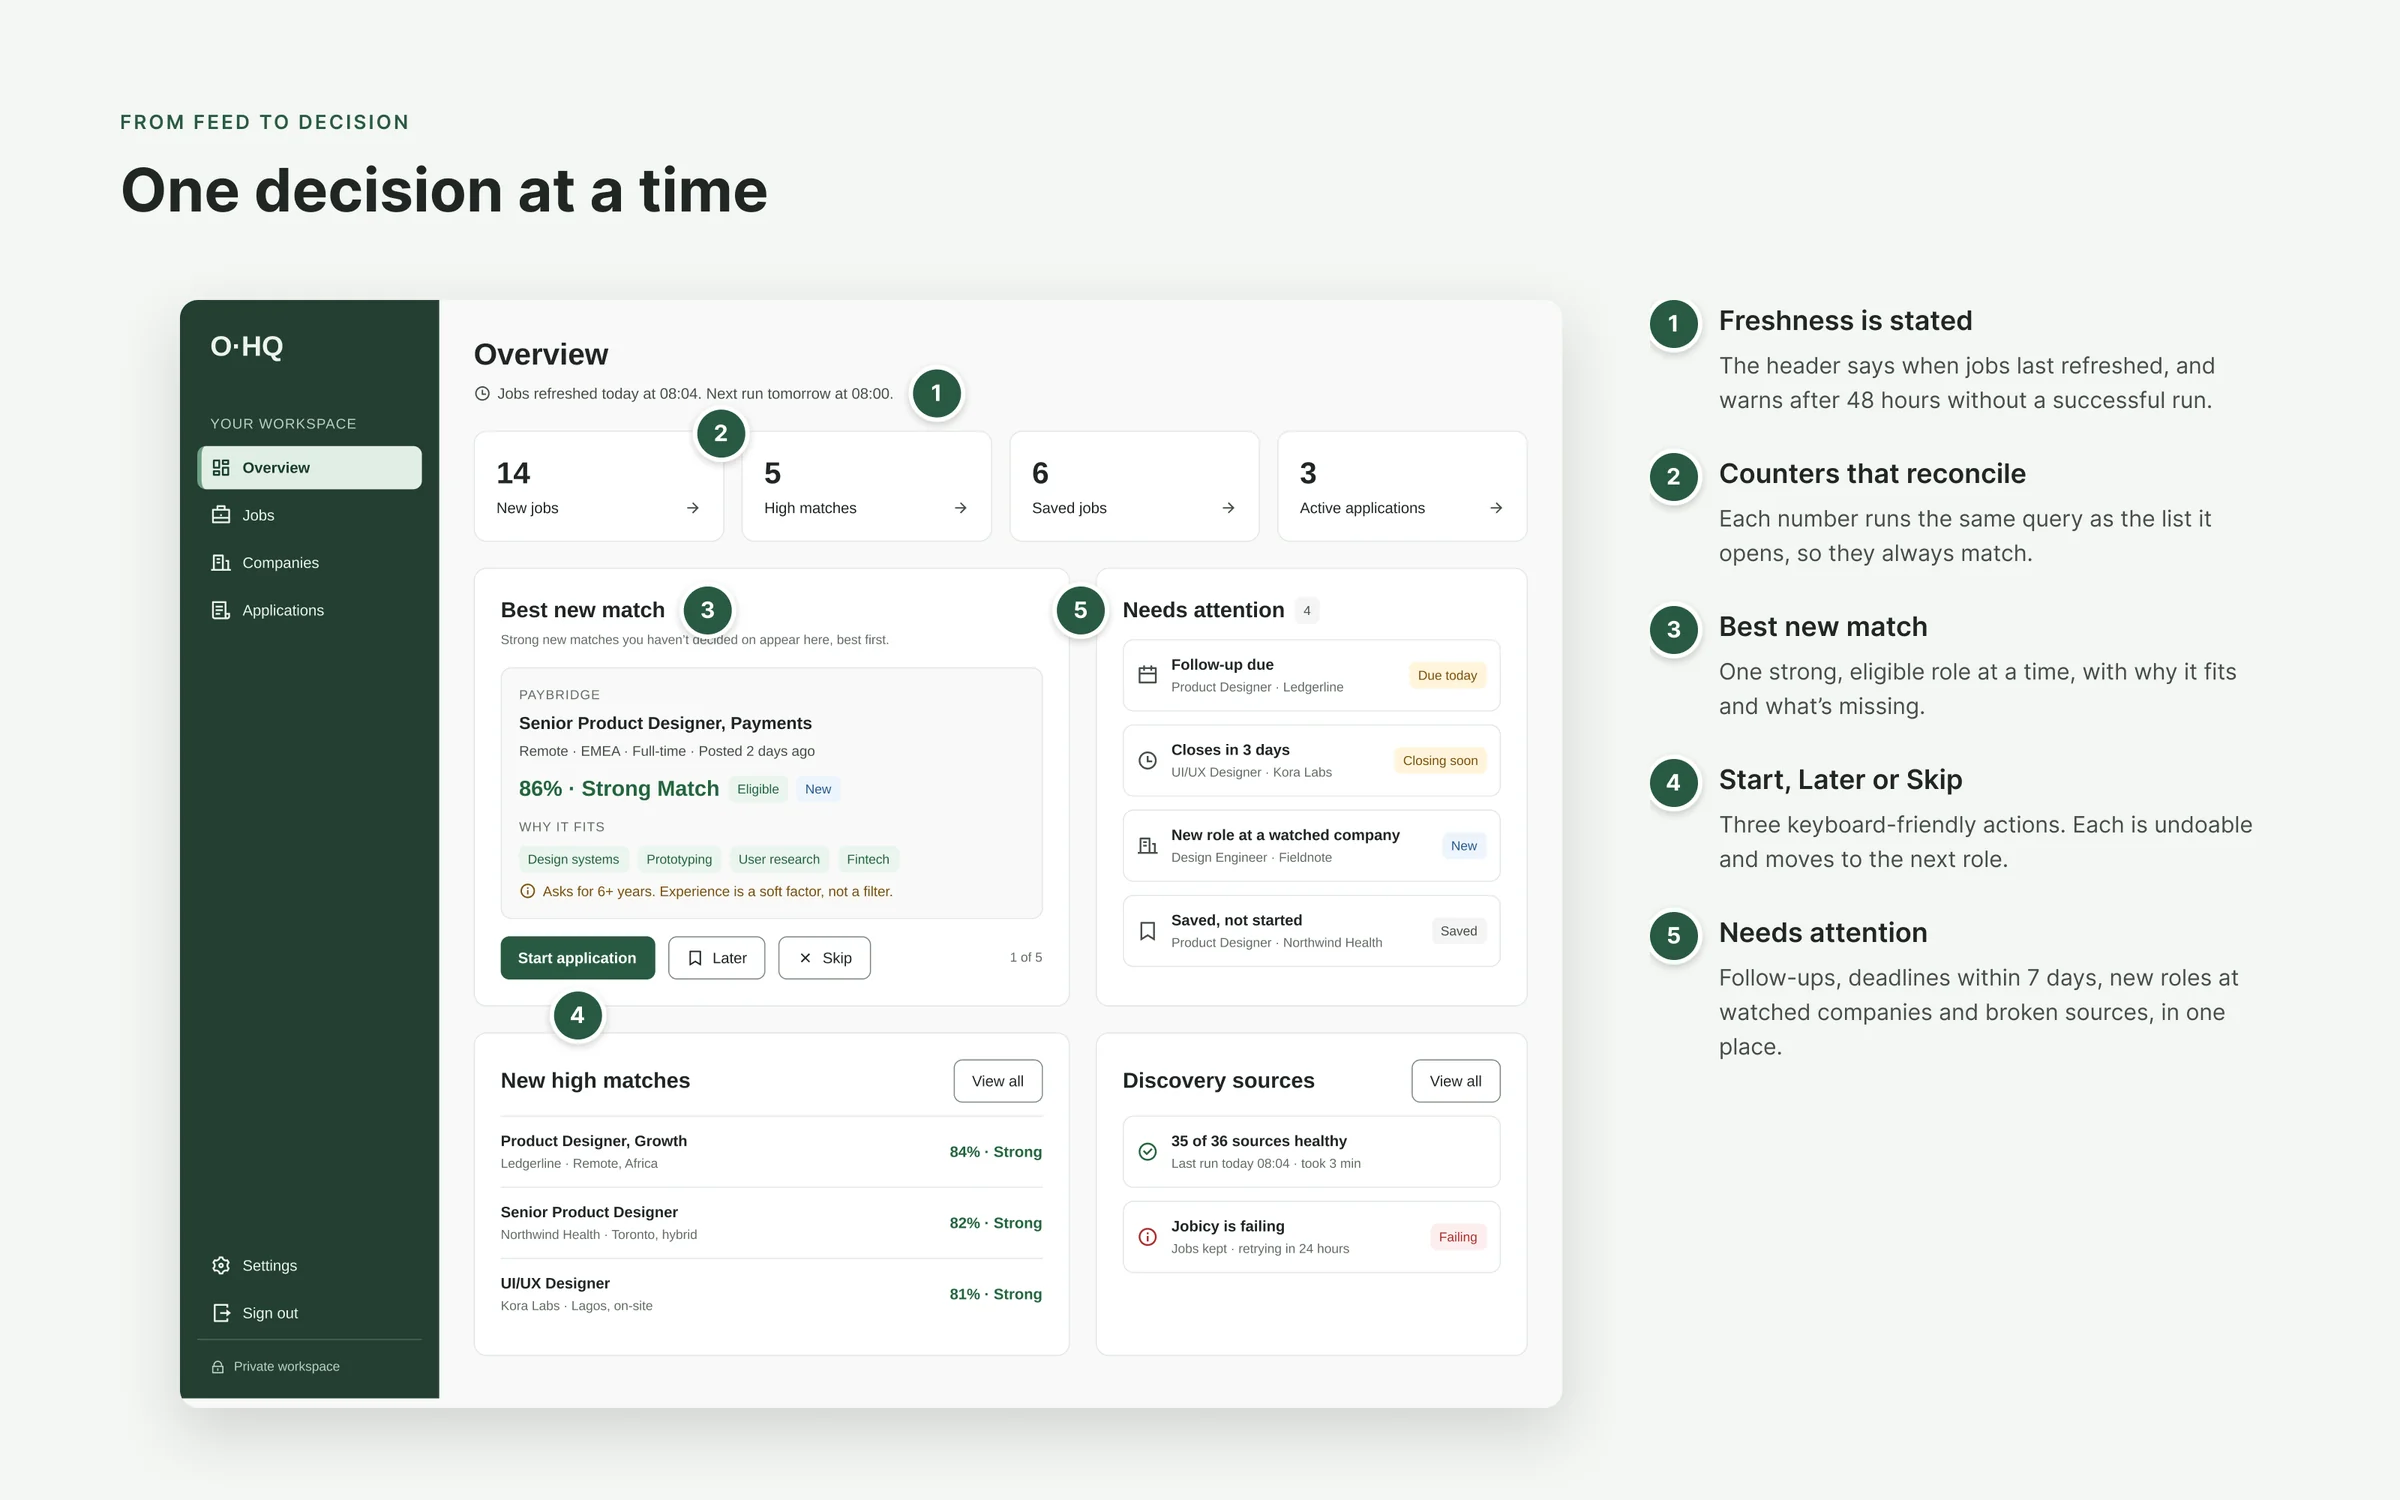 FROM FEED TO DECISION
One decision at a time
O·HQ
YOUR WORKSPACE
Overview
Jobs
Companies
Applications
Settings
Sign out
Private workspace
Overview
Jobs refreshed today at 08:04. Next run tomorrow at 08:00.
1
2
14
New jobs
5
High matches
6
Saved jobs
3
Active applications
Best new match
3
Strong new matches you haven’t decided on appear here, best first.
PAYBRIDGE
Senior Product Designer, Payments
Remote · EMEA · Full-time · Posted 2 days ago
86% · Strong Match
Eligible
New
WHY IT FITS
Design systems
Prototyping
User research
Fintech
Asks for 6+ years. Experience is a soft factor, not a filter.
Start application
Later
Skip
1 of 5
4
5
Needs attention
4
Follow-up due
Product Designer · Ledgerline
Due today
Closes in 3 days
UI/UX Designer · Kora Labs
Closing soon
New role at a watched company
Design Engineer · Fieldnote
New
Saved, not started
Product Designer · Northwind Health
Saved
New high matches
View all
Product Designer, Growth
Ledgerline · Remote, Africa
84% · Strong
Senior Product Designer
Northwind Health · Toronto, hybrid
82% · Strong
UI/UX Designer
Kora Labs · Lagos, on-site
81% · Strong
Discovery sources
View all
35 of 36 sources healthy
Last run today 08:04 · took 3 min
Jobicy is failing
Jobs kept · retrying in 24 hours
Failing
1
Freshness is stated
The header says when jobs last refreshed, and
warns after 48 hours without a successful run.
2
Counters that reconcile
Each number runs the same query as the list it
opens, so they always match.
3
Best new match
One strong, eligible role at a time, with why it fits
and what’s missing.
4
Start, Later or Skip
Three keyboard-friendly actions. Each is undoable
and moves to the next role.
5
Needs attention
Follow-ups, deadlines within 7 days, new roles at
watched companies and broken sources, in one
place.